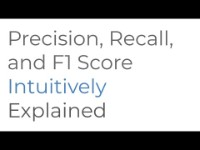 Precision, Recall,
and F1 Score
Intuitively
Explained